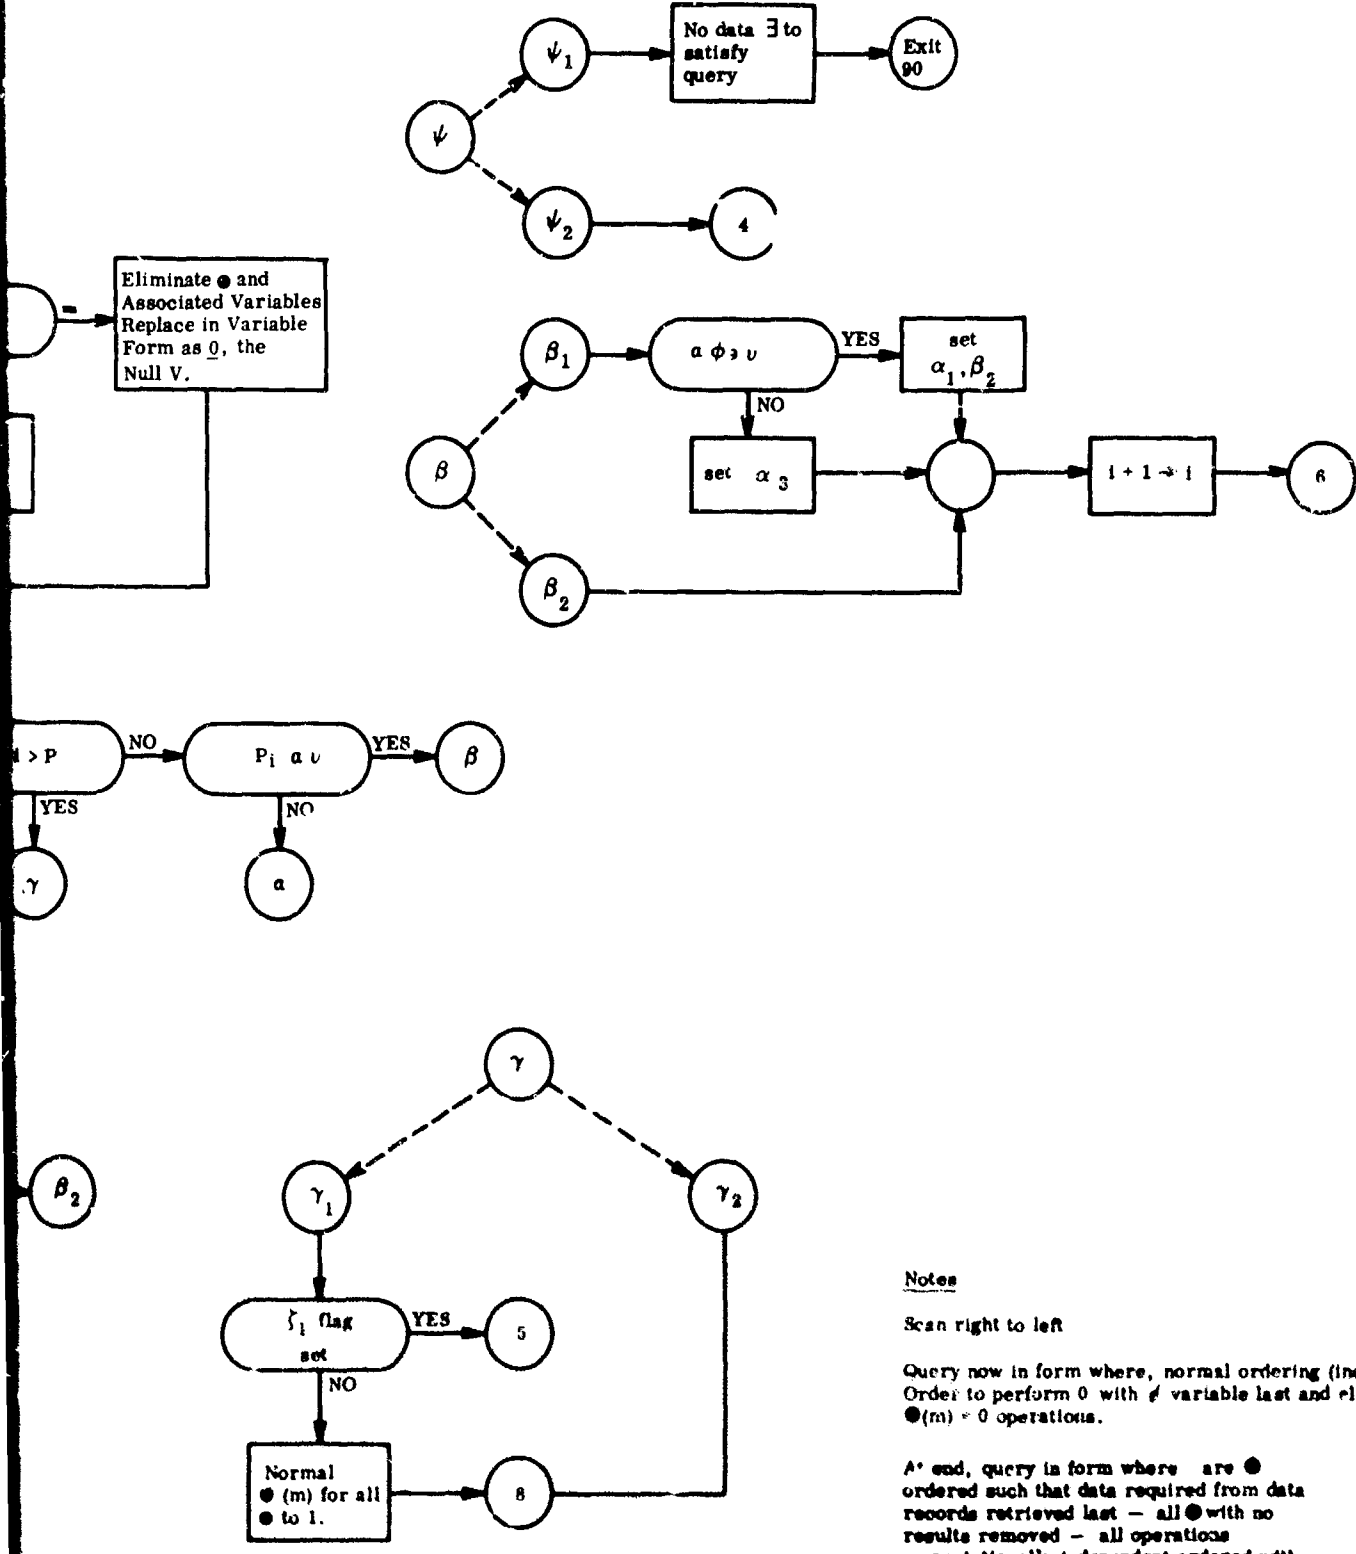 ψ1
No data ∃ to
satisfy
query
Exit
90
ψ
ψ2
4
Eliminate ● and
Associated Variables
Replace in Variable
Form as 0, the
Null V.
–
β1
α ϕ ∍ υ
YES
set
α1, β2
NO
β
set α3
i + 1 → i
6
β2
> P
NO
Pi α υ
YES
β
YES
NO
γ
α
γ
β2
γ1
γ2
ζ1 flag
set
YES
5
NO
Normal
● (m) for all
● to 1.
8
Notes
Scan right to left
Query now in form where, normal ordering
Order to perform 0 with variable last and
●(m) = 0 operations.
At end, query in form where are ●
ordered such that data required from data
records retrieved last — all ● with no
results removed — all operations